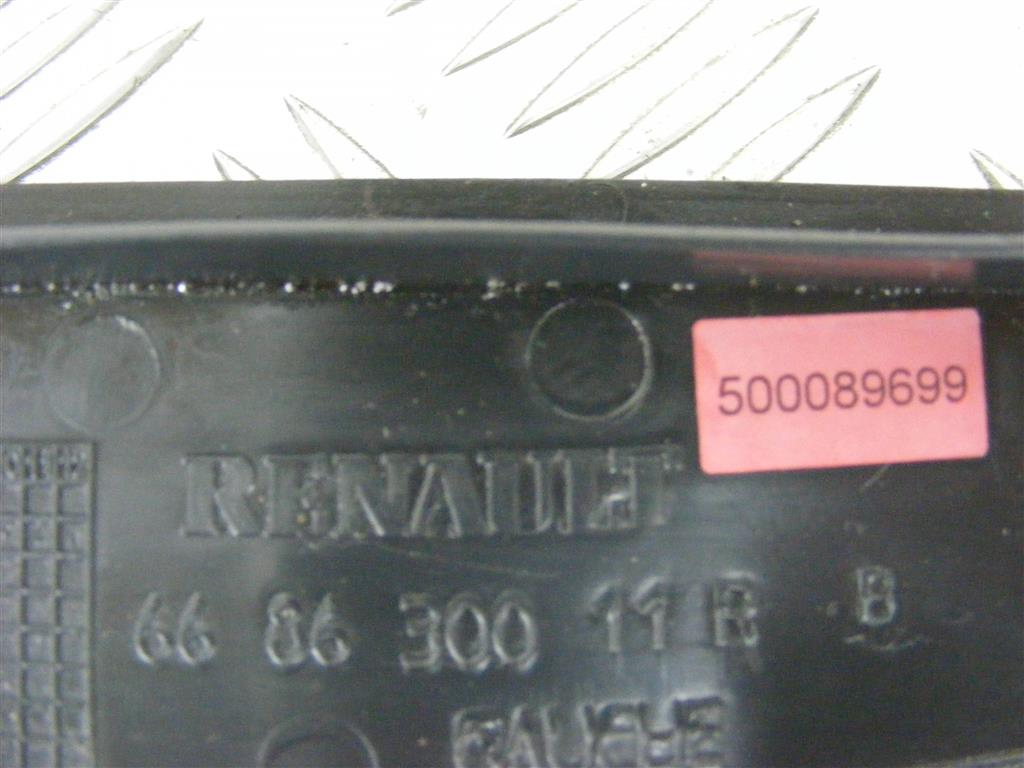 500089699
RENAULT
66 86 300 11 R B
GAUCHE